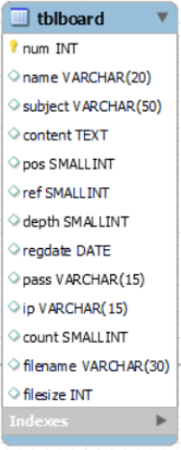 tblboard
num INT
name VARCHAR(20)
subject VARCHAR(50)
content TEXT
pos SMALLINT
ref SMALLINT
depth SMALLINT
regdate DATE
pass VARCHAR(15)
ip VARCHAR(15)
count SMALLINT
filename VARCHAR(30)
filesize INT
Indexes